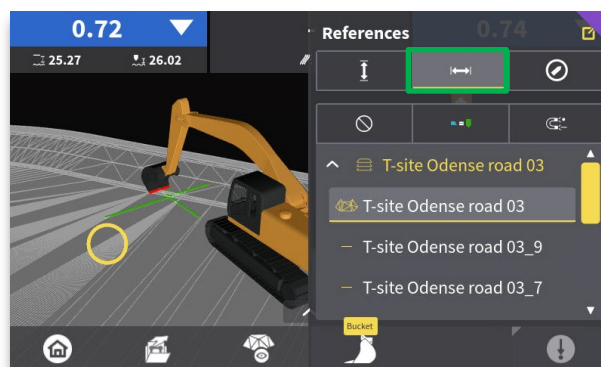 0.72
25.27
26.02
References
0.74
T-site Odense road 03
T-site Odense road 03
T-site Odense road 03_9
T-site Odense road 03_7
Bucket